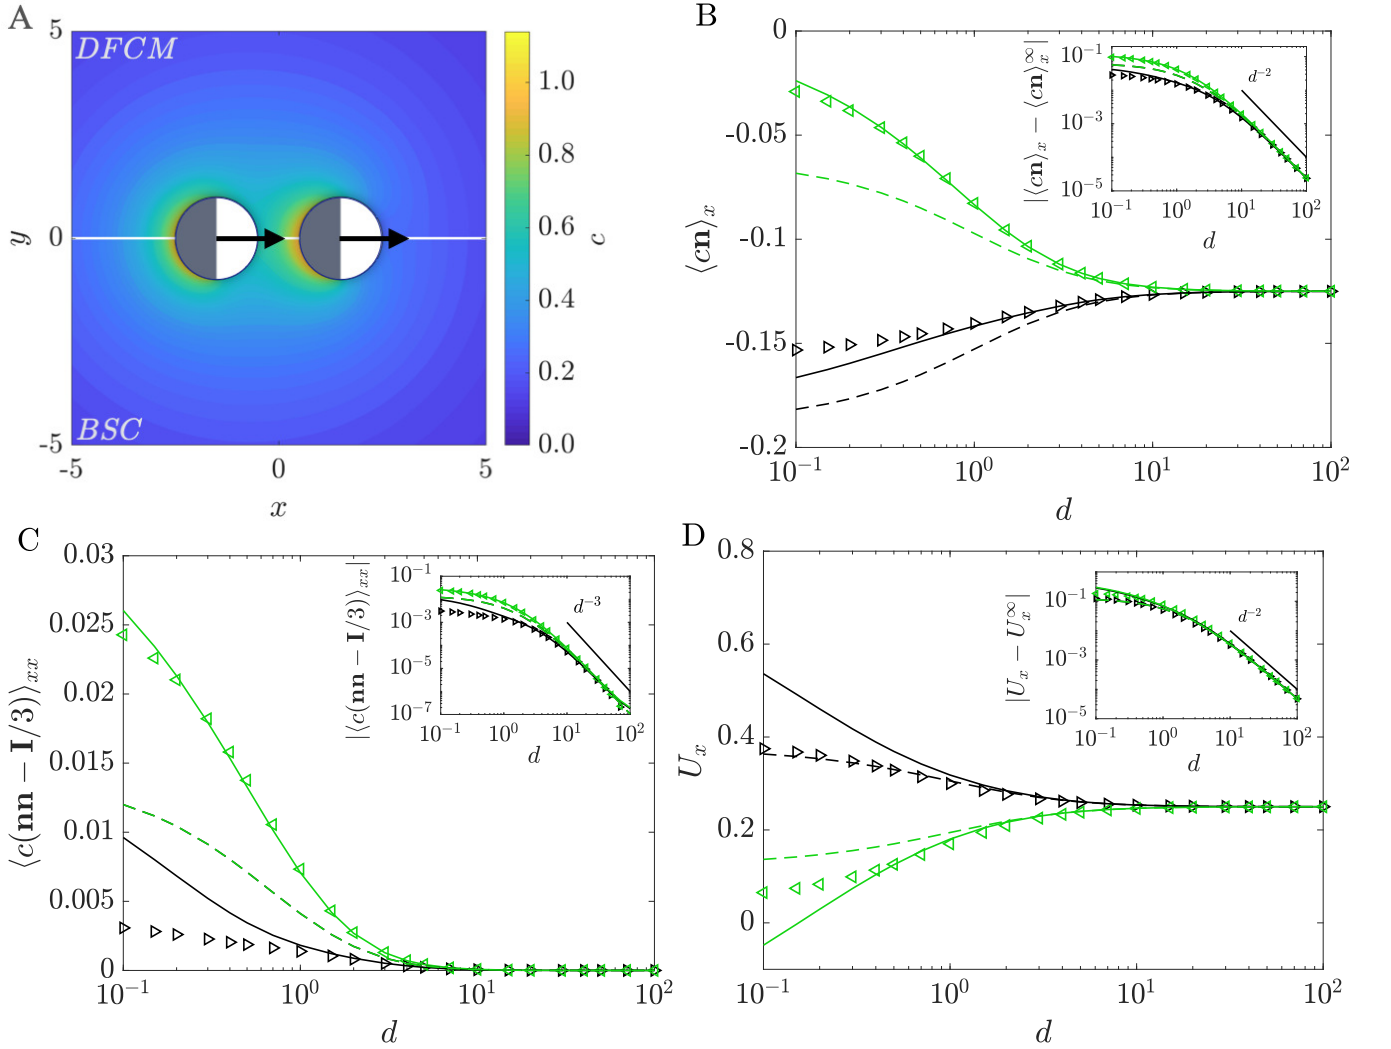 A
DFCM
BSC
5
0
-5
y
-5
0
5
x
1.0
0.8
0.6
0.4
0.2
0.0
c
B
0
-0.05
-0.1
-0.15
-0.2
⟨cn⟩ₓ
10⁻¹
10⁰
10¹
10²
d
|⟨cn⟩ₓ − ⟨cn⟩ₓ^∞|
10⁻¹
10⁻³
10⁻⁵
d⁻²
10⁻¹ 10⁰ 10¹ 10²
d
C
0.03
0.025
0.02
0.015
0.01
0.005
0
⟨c(nn − I/3)⟩ₓₓ
10⁻¹
10⁰
10¹
10²
d
|⟨c(nn − I/3)⟩ₓₓ|
10⁻¹
10⁻³
10⁻⁵
10⁻⁷
d⁻³
10⁻¹ 10⁰ 10¹ 10²
d
D
0.8
0.6
0.4
0.2
0
Uₓ
10⁻¹
10⁰
10¹
10²
d
|Uₓ − Uₓ^∞|
10⁻¹
10⁻³
10⁻⁵
d⁻²
10⁻¹ 10⁰ 10¹ 10²
d